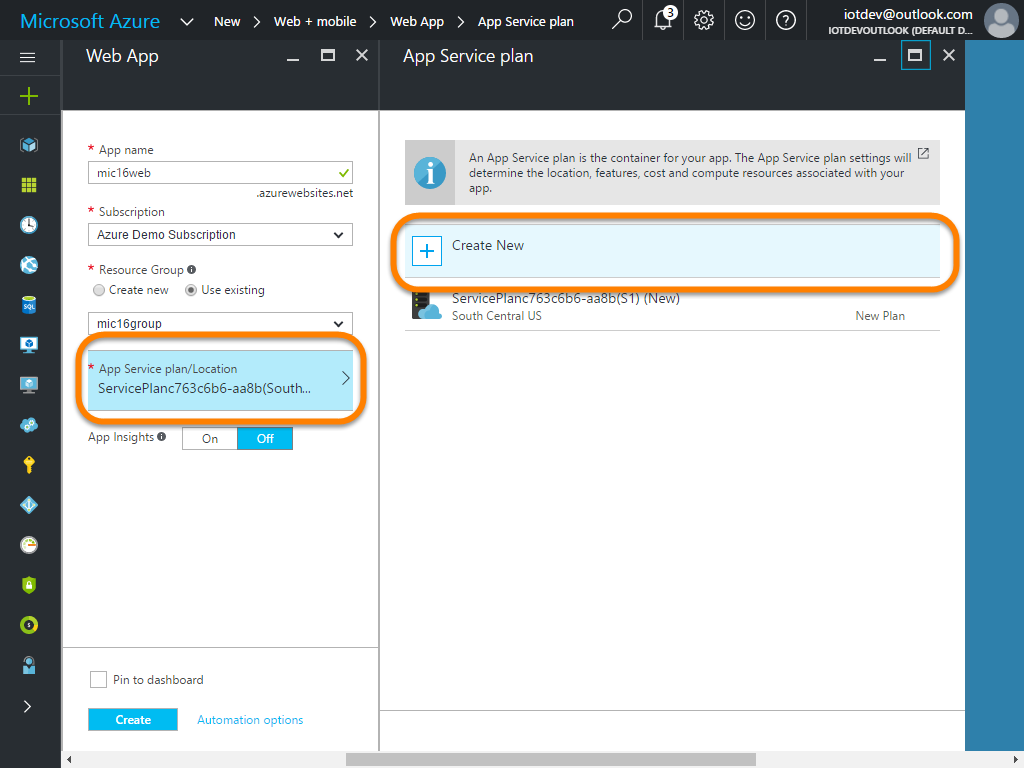 Microsoft Azure
New
Web + mobile
Web App
App Service plan
3
iotdev@outlook.com
IOTDEVOUTLOOK (DEFAULT D...
Web App
* App name
mic16web
.azurewebsites.net
* Subscription
Azure Demo Subscription
* Resource Group
Create new
Use existing
mic16group
* App Service plan/Location
ServicePlanc763c6b6-aa8b(South...
App Insights
On
Off
Pin to dashboard
Create
Automation options
App Service plan
An App Service plan is the container for your app. The App Service plan settings will
determine the location, features, cost and compute resources associated with your
app.
Create New
ServicePlanc763c6b6-aa8b(S1) (New)
South Central US
New Plan
SQL